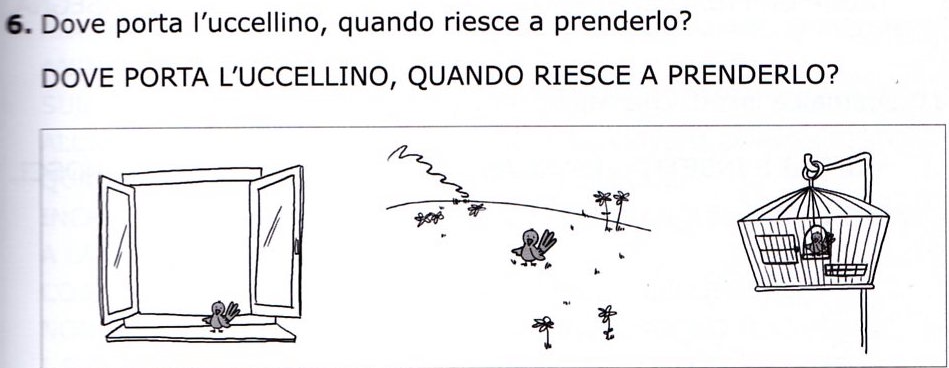 6. Dove porta l'uccellino, quando riesce a prenderlo?
DOVE PORTA L'UCCELLINO, QUANDO RIESCE A PRENDERLO?